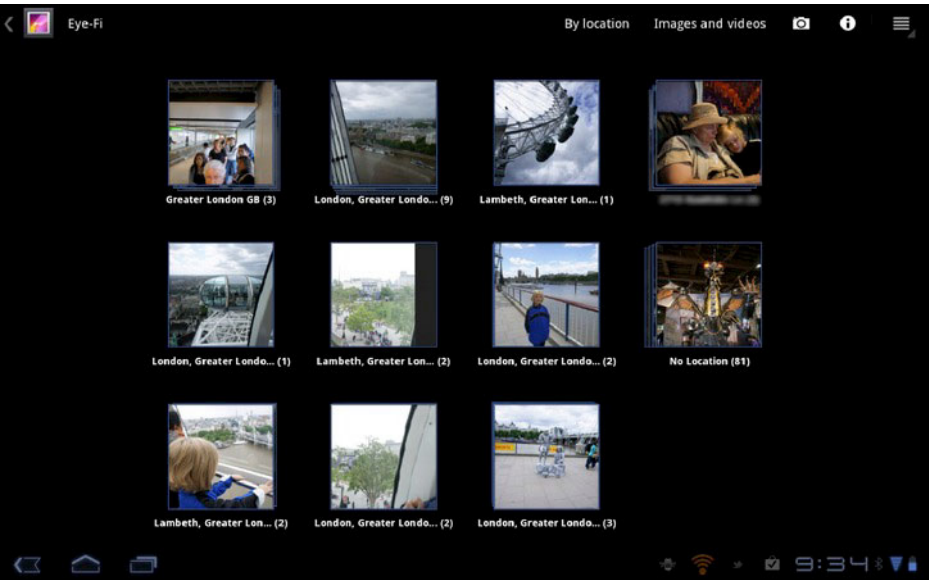 Eye-Fi
By location
Images and videos
Greater London GB (3)
London, Greater Londo... (9)
Lambeth, Greater Lon... (1)
London, Greater Londo... (1)
Lambeth, Greater Lon... (2)
London, Greater Londo... (2)
No Location (81)
Lambeth, Greater Lon... (2)
London, Greater Londo... (2)
London, Greater Londo... (3)
9:34